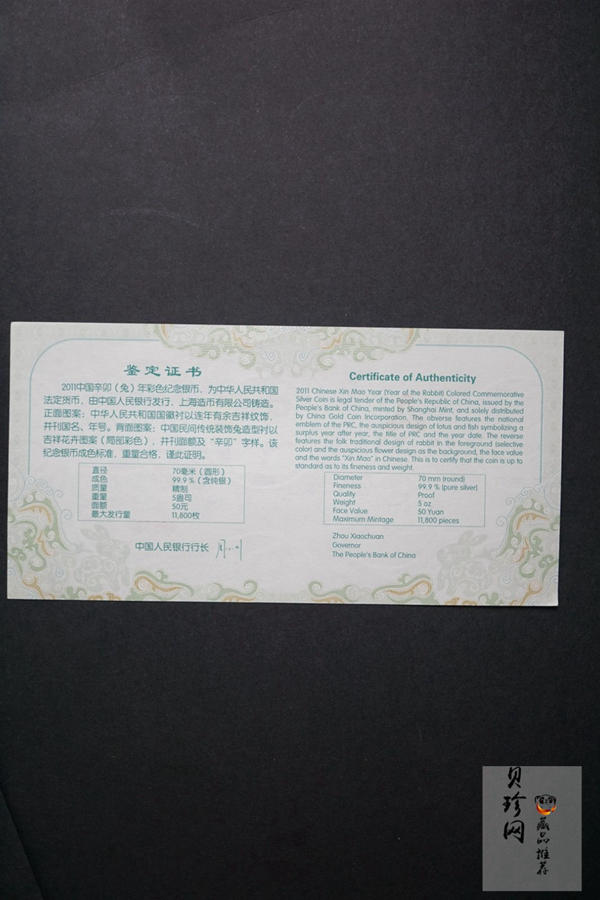 鉴定证书
2011中国辛卯（兔）年彩色纪念银币，为中华人民共和国
法定货币，由中国人民银行发行，上海造币有限公司铸造。
正面图案：中华人民共和国国徽衬以连年有余吉祥纹饰，
并刊国名、年号。背面图案：中国民间传统装饰兔造型衬以
吉祥花卉图案（局部彩色），并刊面额及“辛卯”字样。该
纪念银币成色标准，重量合格，谨此证明。
直径 70毫米（圆形）
成色 99.9 %（含纯银）
质量 精制
重量 5盎司
面额 50元
最大发行量 11,800枚
中国人民银行行长
Certificate of Authenticity
2011 Chinese Xin Mao Year (Year of the Rabbit) Colored Commemorative
Silver Coin is legal tender of the People's Republic of China, issued by the
People's Bank of China, minted by Shanghai Mint, and solely distributed
by China Gold Coin Incorporation. The obverse features the national
emblem of the PRC, the auspicious design of lotus and fish symbolizing a
surplus year after year, the title of PRC and the year date. The reverse
features the folk traditional design of rabbit in the foreground (selective
color) and the auspicious flower design as the background, the face value
and the words "Xin Mao" in Chinese. This is to certify that the coin is up to
standard as to its fineness and weight.
Diameter 70 mm (round)
Fineness 99.9 % (pure silver)
Quality Proof
Weight 5 oz
Face Value 50 Yuan
Maximum Mintage 11,800 pieces
Zhou Xiaochuan
Governor
The People's Bank of China
贝珍网
藏品推荐